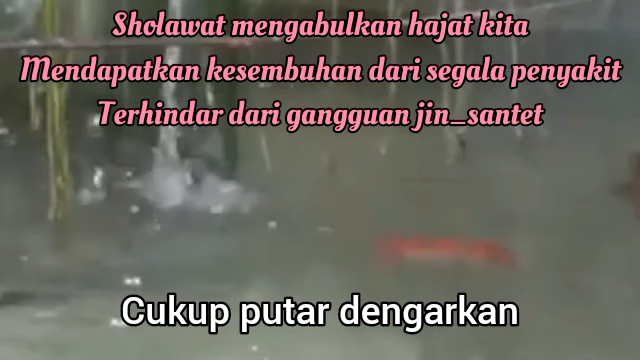 Sholawat mengabulkan hajat kita
Mendapatkan kesembuhan dari segala penyakit
Terhindar dari gangguan jin_santet
Cukup putar dengarkan